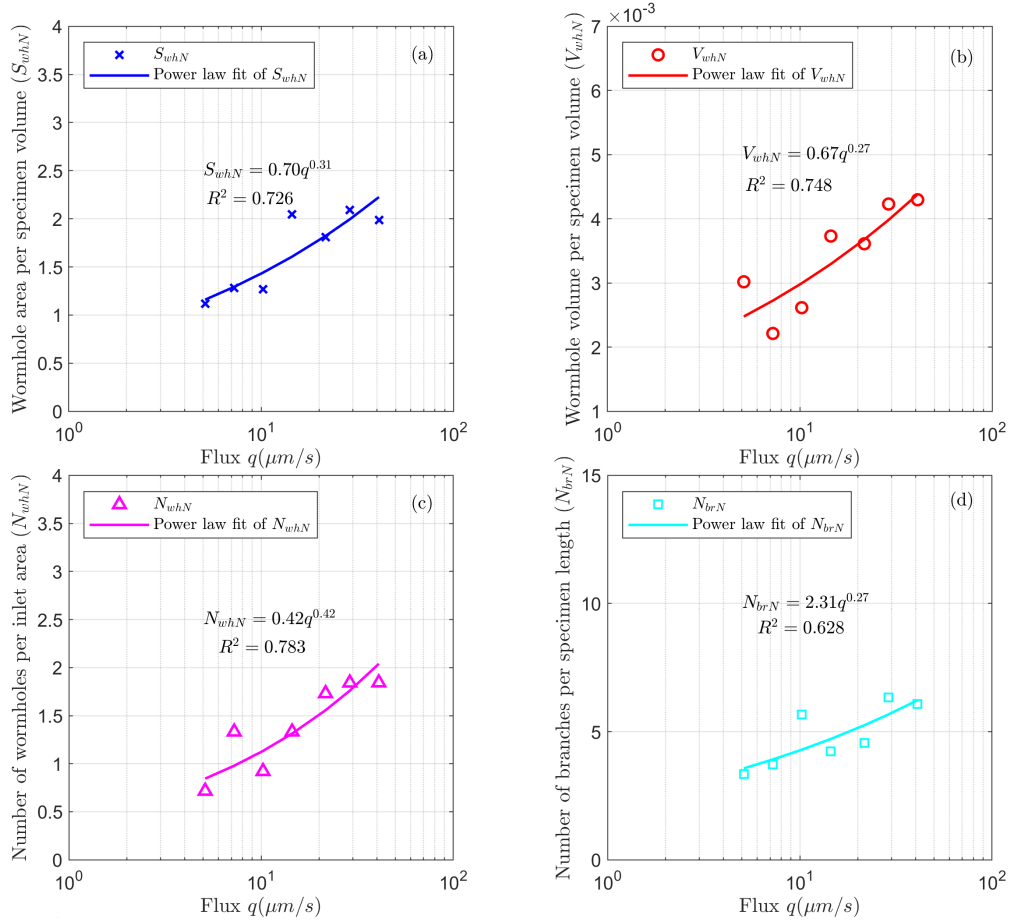 Wormhole area per specimen volume (S_whN)
4
3.5
3
2.5
2
1.5
1
0.5
0
S_whN
Power law fit of S_whN
(a)
S_whN = 0.70q^0.31
R^2 = 0.726
10^0
10^1
10^2
Flux q(μm/s)
Wormhole volume per specimen volume (V_whN)
×10^-3
7
6
5
4
3
2
1
V_whN
Power law fit of V_whN
(b)
V_whN = 0.67q^0.27
R^2 = 0.748
10^0
10^1
10^2
Flux q(μm/s)
Number of wormholes per inlet area (N_whN)
4
3.5
3
2.5
2
1.5
1
0.5
0
N_whN
Power law fit of N_whN
(c)
N_whN = 0.42q^0.42
R^2 = 0.783
10^0
10^1
10^2
Flux q(μm/s)
Number of branches per specimen length (N_brN)
15
10
5
0
N_brN
Power law fit of N_brN
(d)
N_brN = 2.31q^0.27
R^2 = 0.628
10^0
10^1
10^2
Flux q(μm/s)